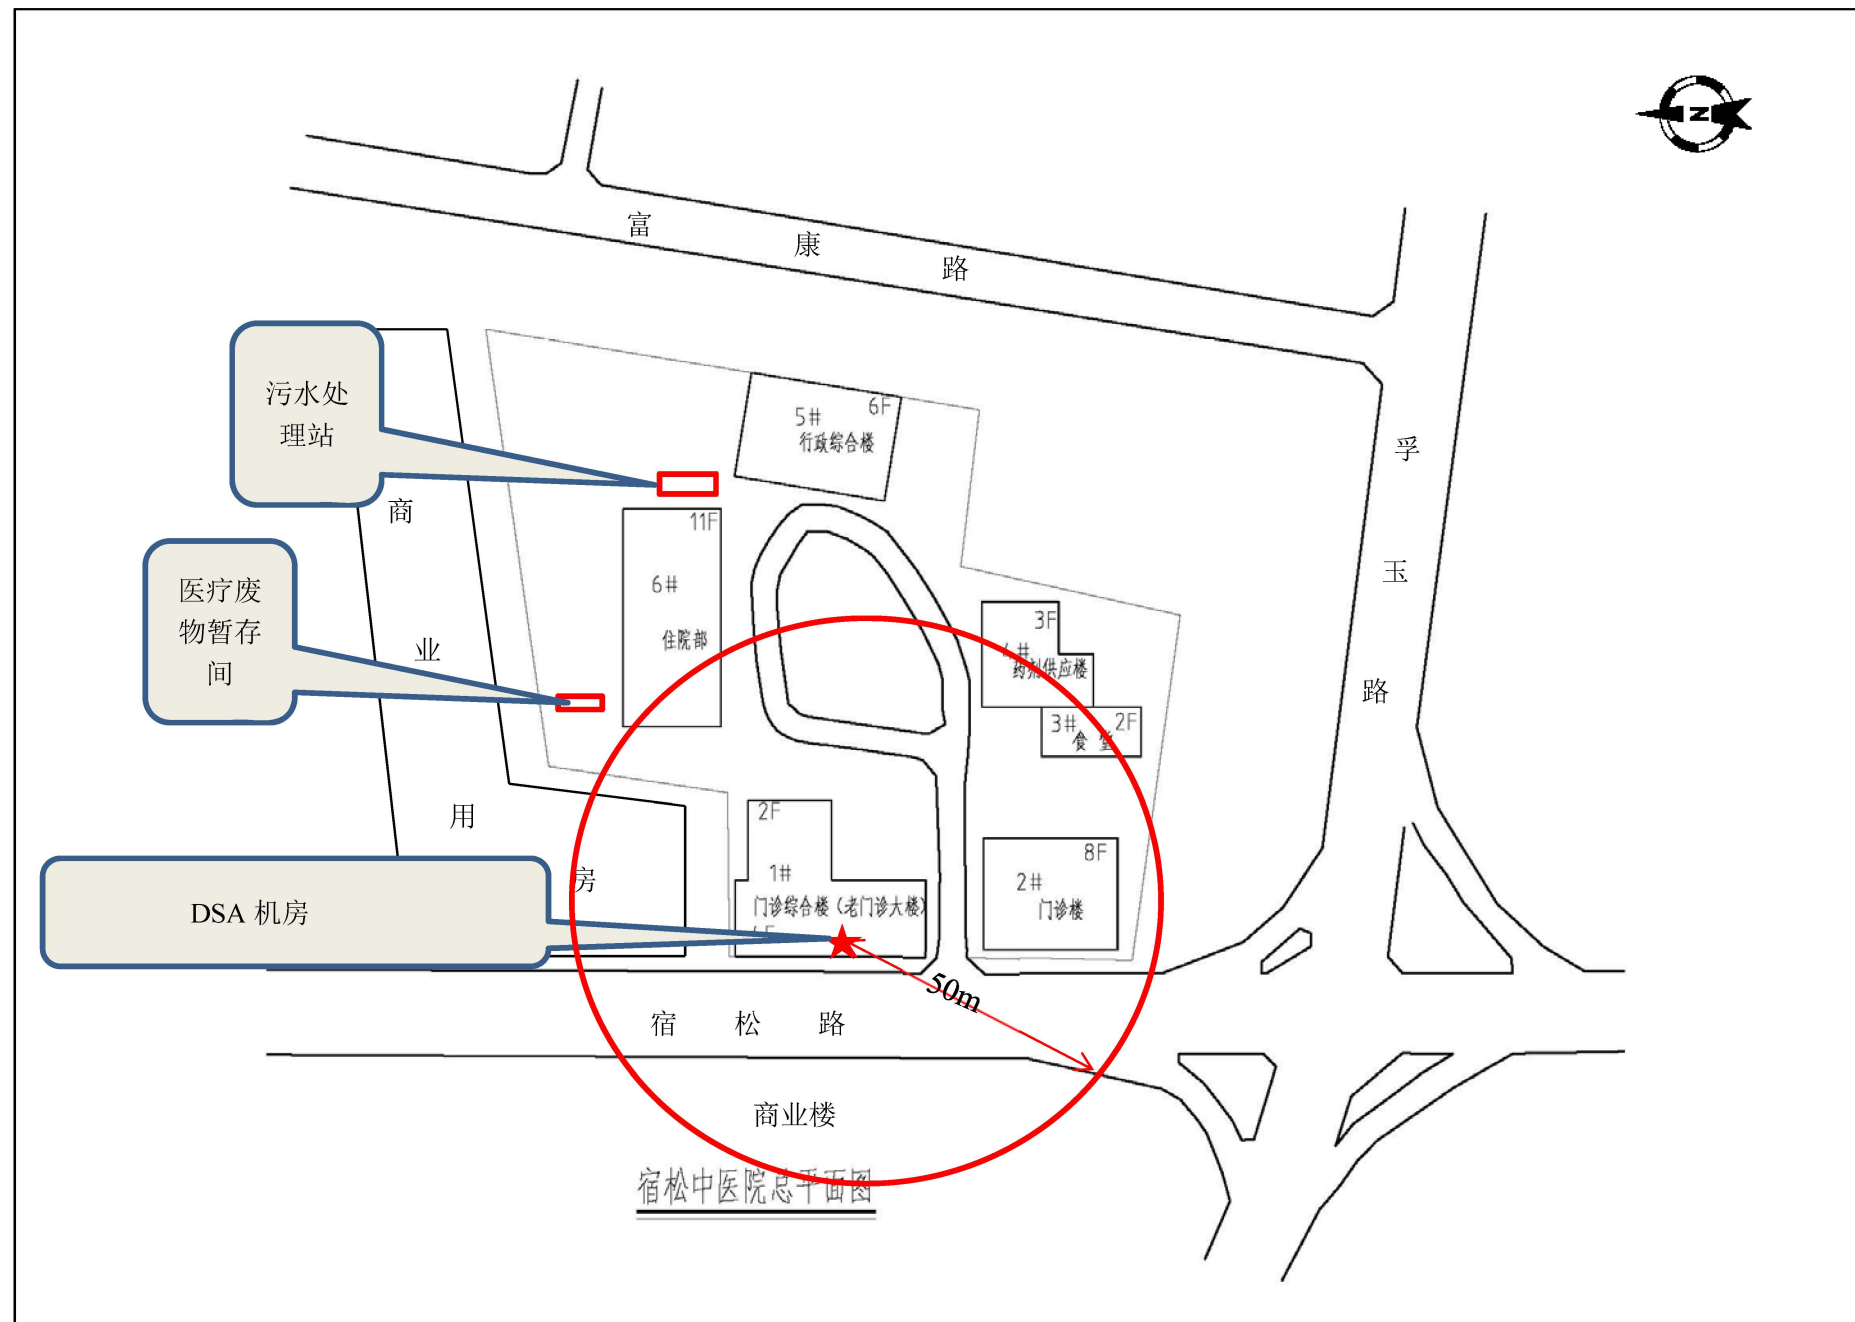 N
富康路
污水处
理站
5# 6F
行政综合楼
孚玉路
商业用房
11F
6#
住院部
医疗废
物暂存
间
3F
4#
药剂供应楼
3# 2F
食堂
2F
1#
门诊综合楼(老门诊大楼)
8F
2#
门诊楼
DSA 机房
50m
宿松路
商业楼
宿松中医院总平面图